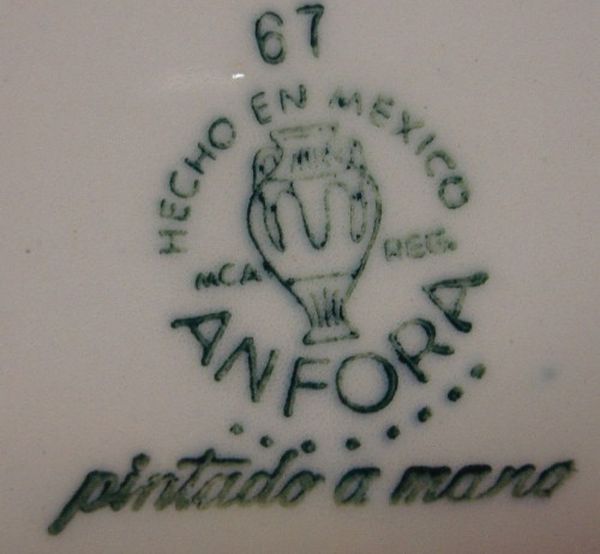 67
HECHO EN MEXICO
MCA REG.
ANFORA
pintado a mano